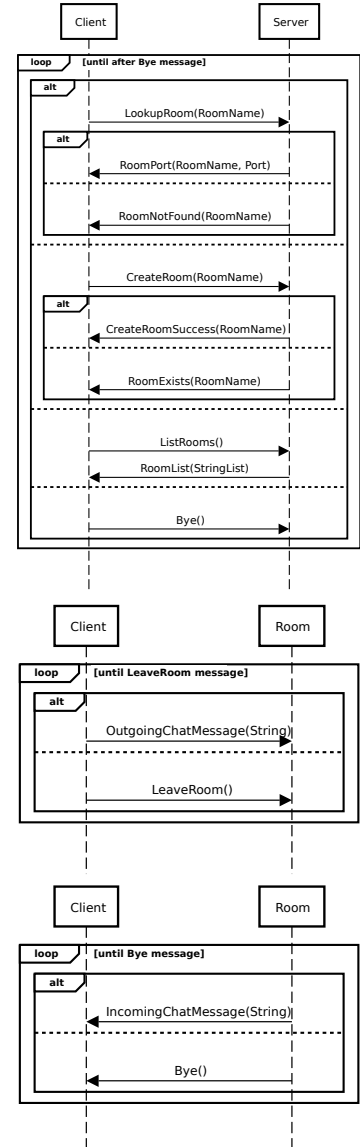 Client Server
loop [until after Bye message]
alt
LookupRoom(RoomName)
alt
RoomPort(RoomName, Port)
RoomNotFound(RoomName)
CreateRoom(RoomName)
alt
CreateRoomSuccess(RoomName)
RoomExists(RoomName)
ListRooms()
RoomList(StringList)
Bye()
Client Room
loop [until LeaveRoom message]
alt
OutgoingChatMessage(String)
LeaveRoom()
Client Room
loop [until Bye message]
alt
IncomingChatMessage(String)
Bye()